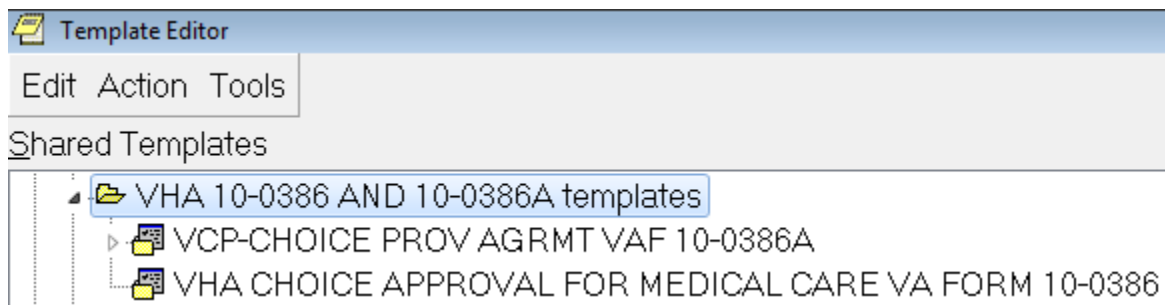 Template Editor
Edit Action Tools
Shared Templates
VHA 10-0386 AND 10-0386A templates
VCP-CHOICE PROV AGRMT VAF 10-0386A
VHA CHOICE APPROVAL FOR MEDICAL CARE VA FORM 10-0386